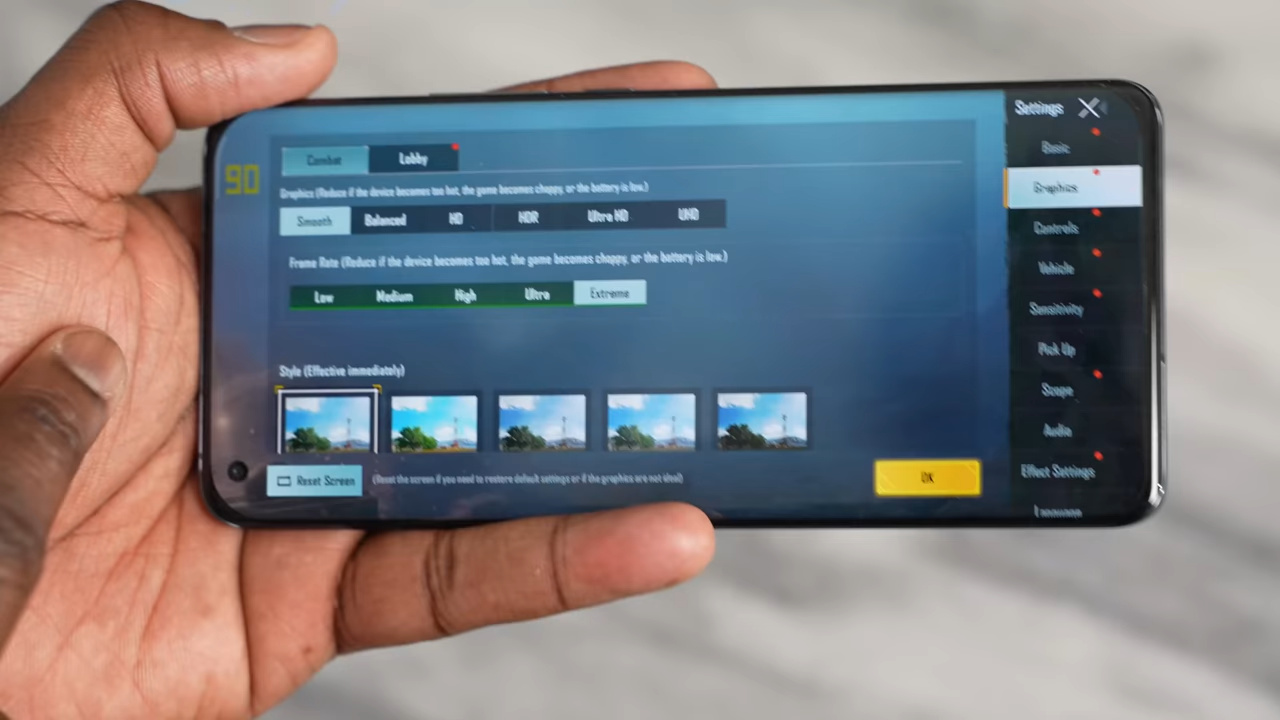 90
Combat Lobby
Graphics (Reduce if the device becomes too hot, the game becomes choppy, or the battery is low.)
Smooth Balanced HD HDR Ultra HD UHD
Frame Rate (Reduce if the device becomes too hot, the game becomes choppy, or the battery is low.)
Low Medium High Ultra Extreme
Style (Effective immediately)
Reset Screen (Reset the screen if you need to restore default settings or if the graphics are not ideal)
OK
Settings
Basic
Graphics
Controls
Vehicle
Sensitivity
Pick Up
Scope
Audio
Effect Settings
Language